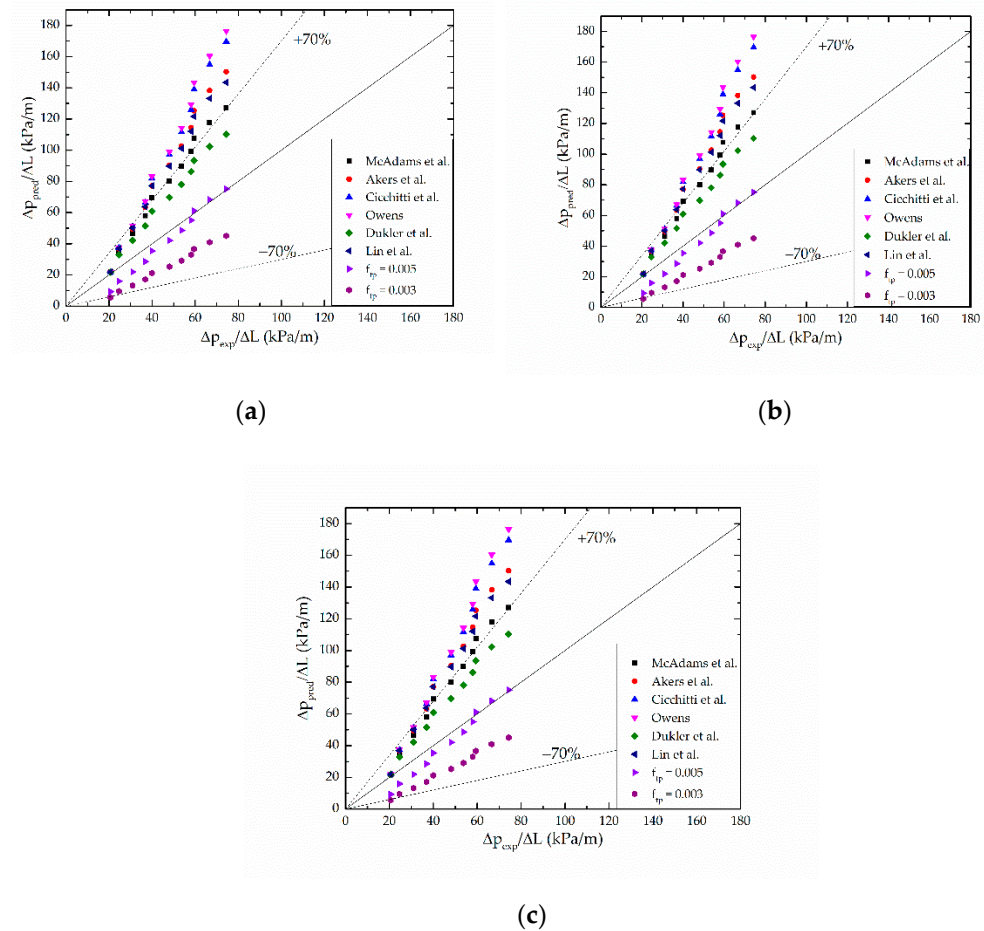 180
160
140
120
100
80
60
40
20
0
Δp_pred/ΔL (kPa/m)
+70%
−70%
McAdams et al.
Akers et al.
Cicchitti et al.
Owens
Dukler et al.
Lin et al.
f_tp = 0.005
f_tp = 0.003
0 20 40 60 80 100 120 140 160 180
Δp_exp/ΔL (kPa/m)
(a)
180
160
140
120
100
80
60
40
20
0
Δp_pred/ΔL (kPa/m)
+70%
−70%
McAdams et al.
Akers et al.
Cicchitti et al.
Owens
Dukler et al.
Lin et al.
f_tp = 0.005
f_tp = 0.003
0 20 40 60 80 100 120 140 160 180
Δp_exp/ΔL (kPa/m)
(b)
180
160
140
120
100
80
60
40
20
0
Δp_pred/ΔL (kPa/m)
+70%
−70%
McAdams et al.
Akers et al.
Cicchitti et al.
Owens
Dukler et al.
Lin et al.
f_tp = 0.005
f_tp = 0.003
0 20 40 60 80 100 120 140 160 180
Δp_exp/ΔL (kPa/m)
(c)